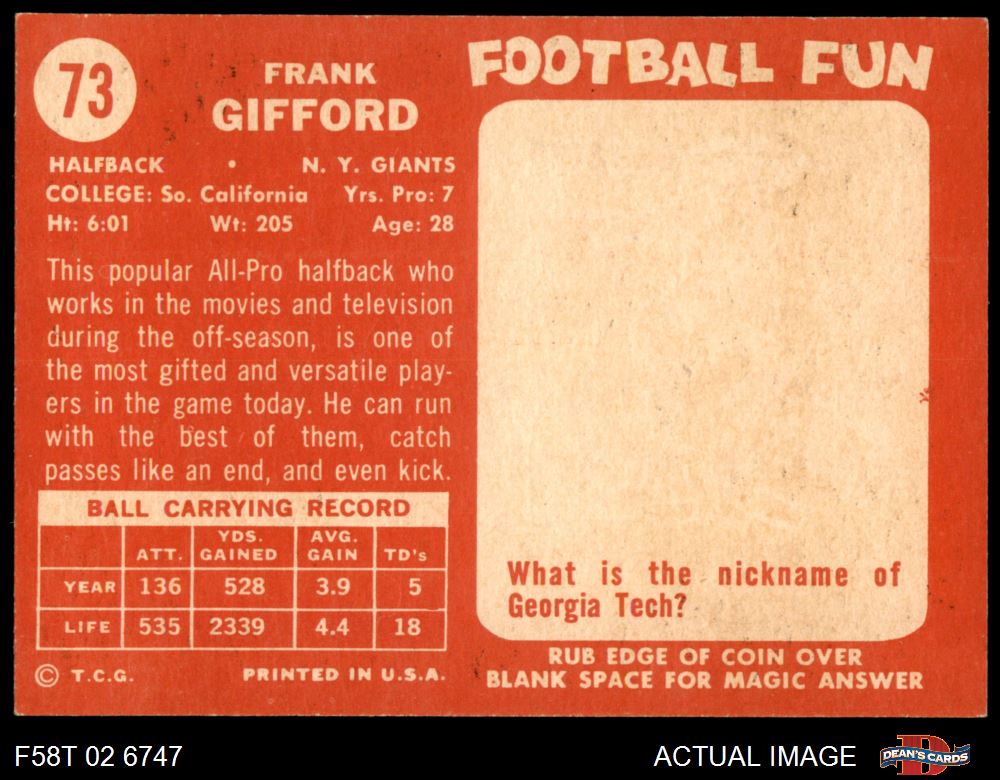 73
FRANK
GIFFORD
HALFBACK • N. Y. GIANTS
COLLEGE: So. California Yrs. Pro: 7
Ht: 6:01 Wt: 205 Age: 28
This popular All-Pro halfback who
works in the movies and television
during the off-season, is one of
the most gifted and versatile play-
ers in the game today. He can run
with the best of them, catch
passes like an end, and even kick.
BALL CARRYING RECORD
ATT. YDS. GAINED AVG. GAIN TD's
YEAR 136 528 3.9 5
LIFE 535 2339 4.4 18
© T.C.G. PRINTED IN U.S.A.
FOOTBALL FUN
What is the nickname of
Georgia Tech?
RUB EDGE OF COIN OVER
BLANK SPACE FOR MAGIC ANSWER
F58T 02 6747
ACTUAL IMAGE
DEAN'S CARDS